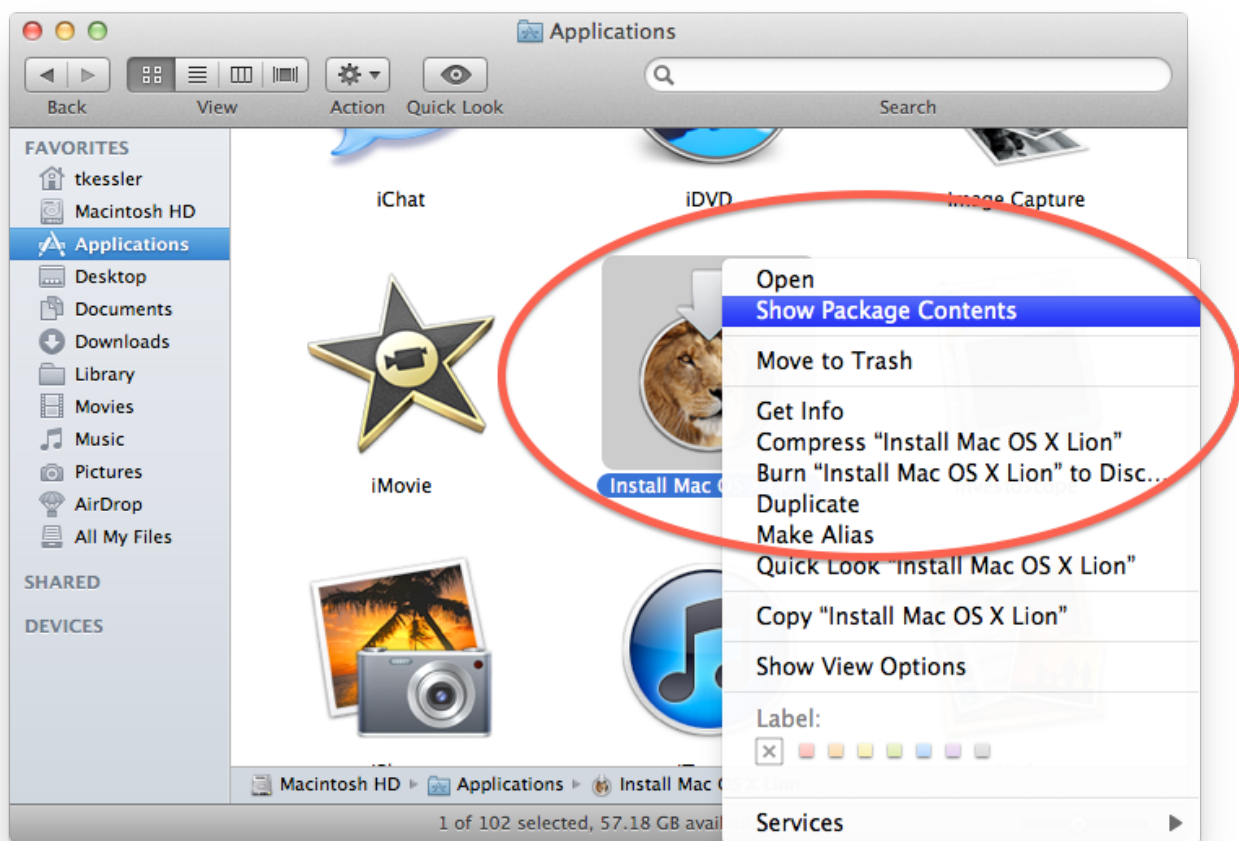 Applications
Back
View
Action
Quick Look
Search
FAVORITES
tkessler
Macintosh HD
Applications
Desktop
Documents
Downloads
Library
Movies
Music
Pictures
AirDrop
All My Files
SHARED
DEVICES
iChat
iDVD
Image Capture
iMovie
Install Mac
Open
Show Package Contents
Move to Trash
Get Info
Compress “Install Mac OS X Lion”
Burn “Install Mac OS X Lion” to Disc...
Duplicate
Make Alias
Quick Look “Install Mac OS X Lion”
Copy “Install Mac OS X Lion”
Show View Options
Label:
Services
Macintosh HD ▸ Applications ▸ Install Mac OS X Lion
1 of 102 selected, 57.18 GB avail